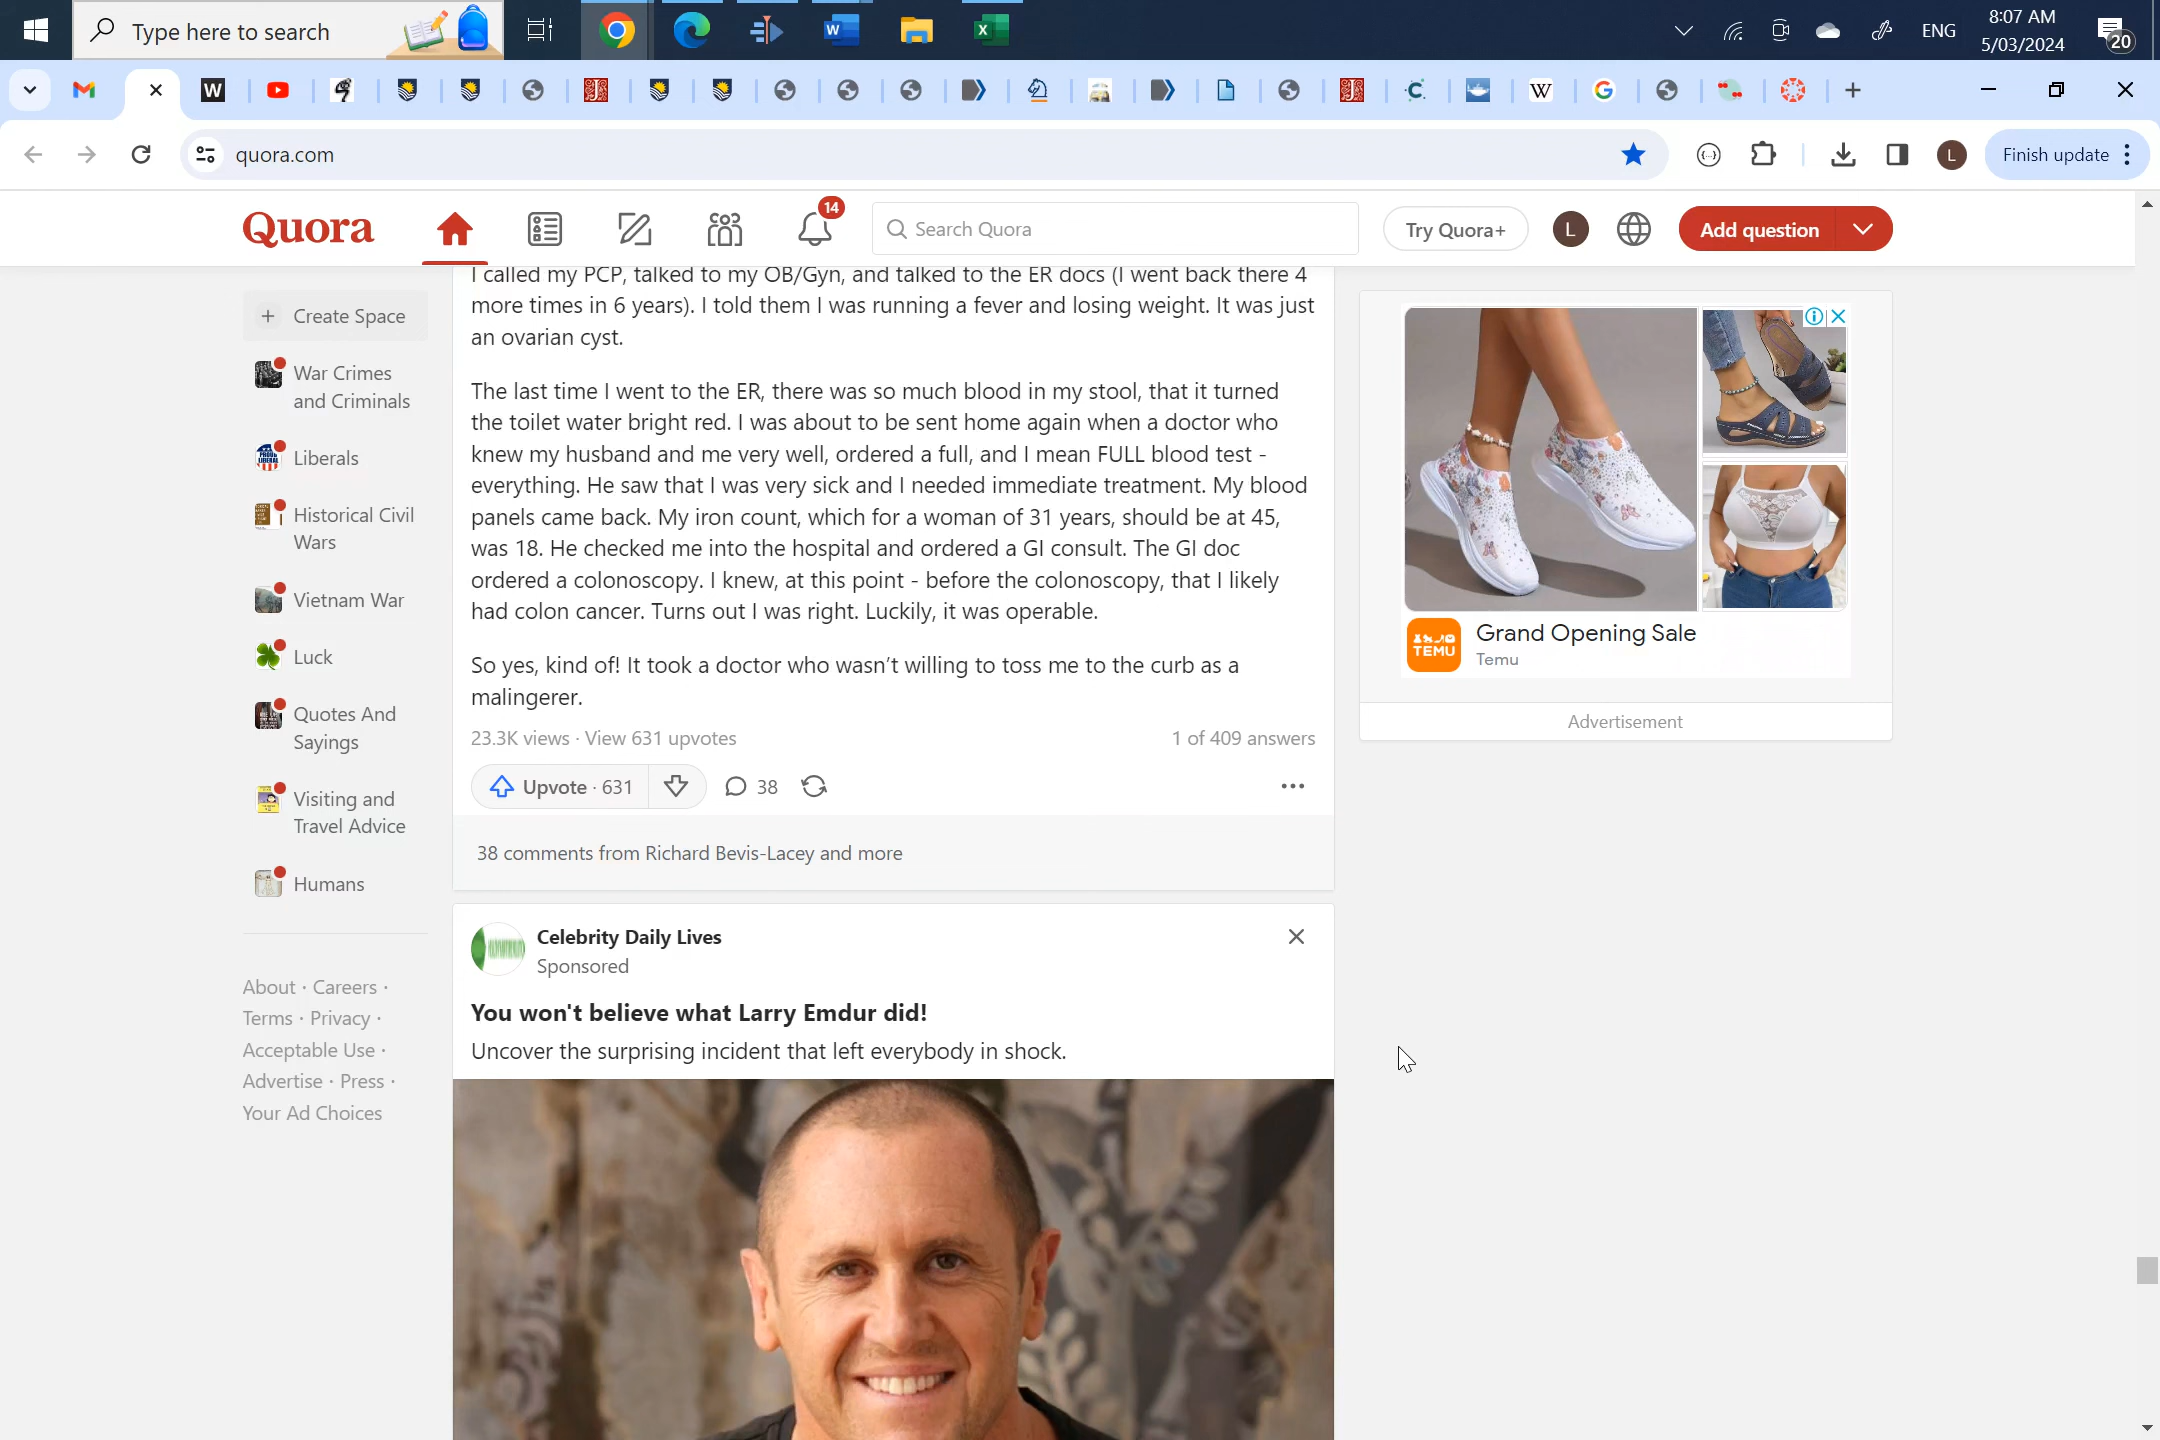 Type here to search
ENG
8:07 AM
5/03/2024
20
quora.com
Finish update
L
Quora
14
Search Quora
Try Quora+
L
Add question
Create Space
War Crimes
and Criminals
Liberals
Historical Civil
Wars
Vietnam War
Luck
Quotes And
Sayings
Visiting and
Travel Advice
Humans
About · Careers ·
Terms · Privacy ·
Acceptable Use ·
Advertise · Press ·
Your Ad Choices
I called my PCP, talked to my OB/Gyn, and talked to the ER docs (I went back there 4
more times in 6 years). I told them I was running a fever and losing weight. It was just
an ovarian cyst.
The last time I went to the ER, there was so much blood in my stool, that it turned
the toilet water bright red. I was about to be sent home again when a doctor who
knew my husband and me very well, ordered a full, and I mean FULL blood test -
everything. He saw that I was very sick and I needed immediate treatment. My blood
panels came back. My iron count, which for a woman of 31 years, should be at 45,
was 18. He checked me into the hospital and ordered a GI consult. The GI doc
ordered a colonoscopy. I knew, at this point - before the colonoscopy, that I likely
had colon cancer. Turns out I was right. Luckily, it was operable.
So yes, kind of! It took a doctor who wasn’t willing to toss me to the curb as a
malingerer.
23.3K views · View 631 upvotes
1 of 409 answers
Upvote · 631
38
38 comments from Richard Bevis-Lacey and more
Celebrity Daily Lives
Sponsored
You won't believe what Larry Emdur did!
Uncover the surprising incident that left everybody in shock.
TEMU
Grand Opening Sale
Temu
Advertisement